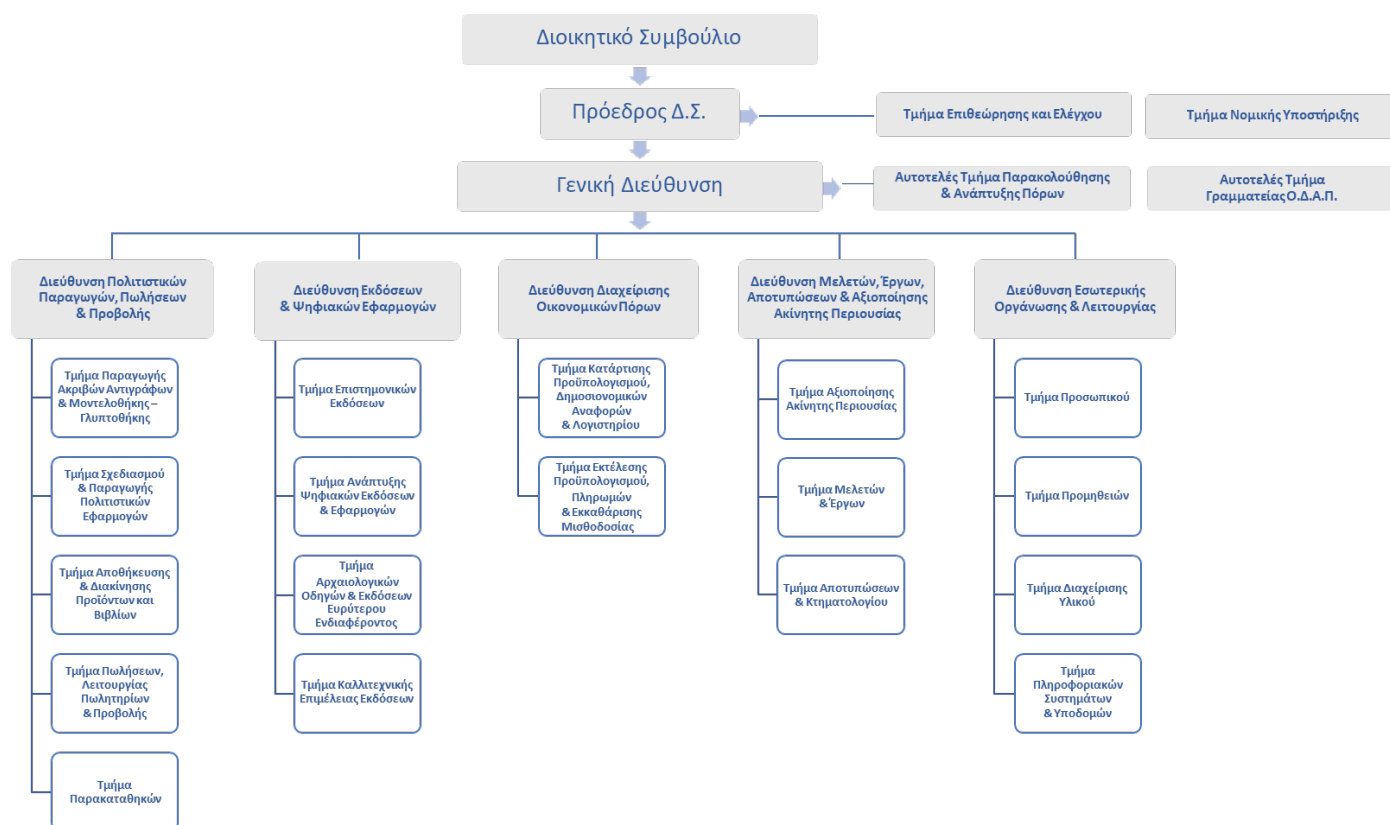 Διοικητικό Συμβούλιο
Πρόεδρος Δ.Σ.
Τμήμα Επιθεώρησης και Ελέγχου
Τμήμα Νομικής Υποστήριξης
Γενική Διεύθυνση
Αυτοτελές Τμήμα Παρακολούθησης
& Ανάπτυξης Πόρων
Αυτοτελές Τμήμα
Γραμματείας Ο.Δ.Α.Π.
Διεύθυνση Πολιτιστικών
Παραγωγών, Πωλήσεων
& Προβολής
Τμήμα Παραγωγής
Ακριβών Αντιγράφων
& Μοντελοθήκης –
Γλυπτοθήκης
Τμήμα Σχεδιασμού
& Παραγωγής
Πολιτιστικών
Εφαρμογών
Τμήμα Αποθήκευσης
& Διακίνησης
Προϊόντων και
Βιβλίων
Τμήμα Πωλήσεων,
Λειτουργίας
Πωλητηρίων
& Προβολής
Τμήμα
Παρακαταθηκών
Διεύθυνση Εκδόσεων
& Ψηφιακών Εφαρμογών
Τμήμα Επιστημονικών
Εκδόσεων
Τμήμα Ανάπτυξης
Ψηφιακών Εκδόσεων
& Εφαρμογών
Τμήμα
Αρχαιολογικών
Οδηγών & Εκδόσεων
Ευρύτερου
Ενδιαφέροντος
Τμήμα Καλλιτεχνικής
Επιμέλειας Εκδόσεων
Διεύθυνση Διαχείρισης
Οικονομικών Πόρων
Τμήμα Κατάρτισης
Προϋπολογισμού,
Δημοσιονομικών
Αναφορών
& Λογιστηρίου
Τμήμα Εκτέλεσης
Προϋπολογισμού,
Πληρωμών
& Εκκαθάρισης
Μισθοδοσίας
Διεύθυνση Μελετών, Έργων,
Αποτυπώσεων & Αξιοποίησης
Ακίνητης Περιουσίας
Τμήμα Αξιοποίησης
Ακίνητης Περιουσίας
Τμήμα Μελετών
& Έργων
Τμήμα Αποτυπώσεων
& Κτηματολογίου
Διεύθυνση Εσωτερικής
Οργάνωσης & Λειτουργίας
Τμήμα Προσωπικού
Τμήμα Προμηθειών
Τμήμα Διαχείρισης
Υλικού
Τμήμα
Πληροφοριακών
Συστημάτων
& Υποδομών